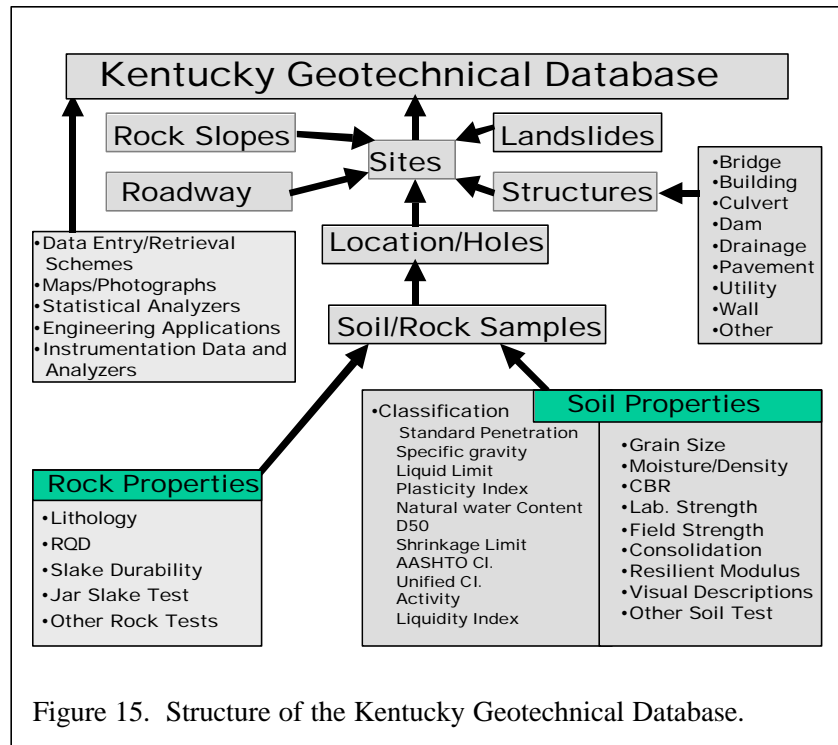 Kentucky Geotechnical Database
Rock Slopes
Landslides
Sites
Roadway
Structures
•Bridge
•Building
•Culvert
•Dam
•Drainage
•Pavement
•Utility
•Wall
•Other
Location/Holes
•Data Entry/Retrieval
Schemes
•Maps/Photographs
•Statistical Analyzers
•Engineering Applications
•Instrumentation Data and
Analyzers
Soil/Rock Samples
Rock Properties
•Lithology
•RQD
•Slake Durability
•Jar Slake Test
•Other Rock Tests
•Classification
Standard Penetration
Specific gravity
Liquid Limit
Plasticity Index
Natural water Content
D50
Shrinkage Limit
AASHTO Cl.
Unified Cl.
Activity
Liquidity Index
Soil Properties
•Grain Size
•Moisture/Density
•CBR
•Lab. Strength
•Field Strength
•Consolidation
•Resilient Modulus
•Visual Descriptions
•Other Soil Test
Figure 15. Structure of the Kentucky Geotechnical Database.